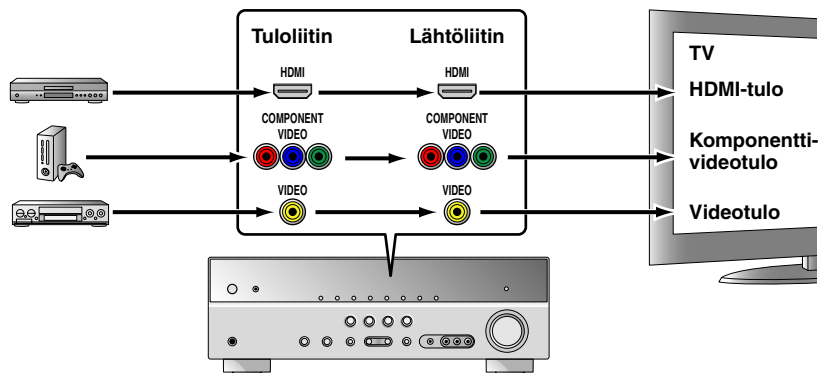 Tuloliitin
Lähtöliitin
TV
HDMI
HDMI
HDMI-tulo
COMPONENT
VIDEO
COMPONENT
VIDEO
Komponentti-
videotulo
VIDEO
VIDEO
Videotulo